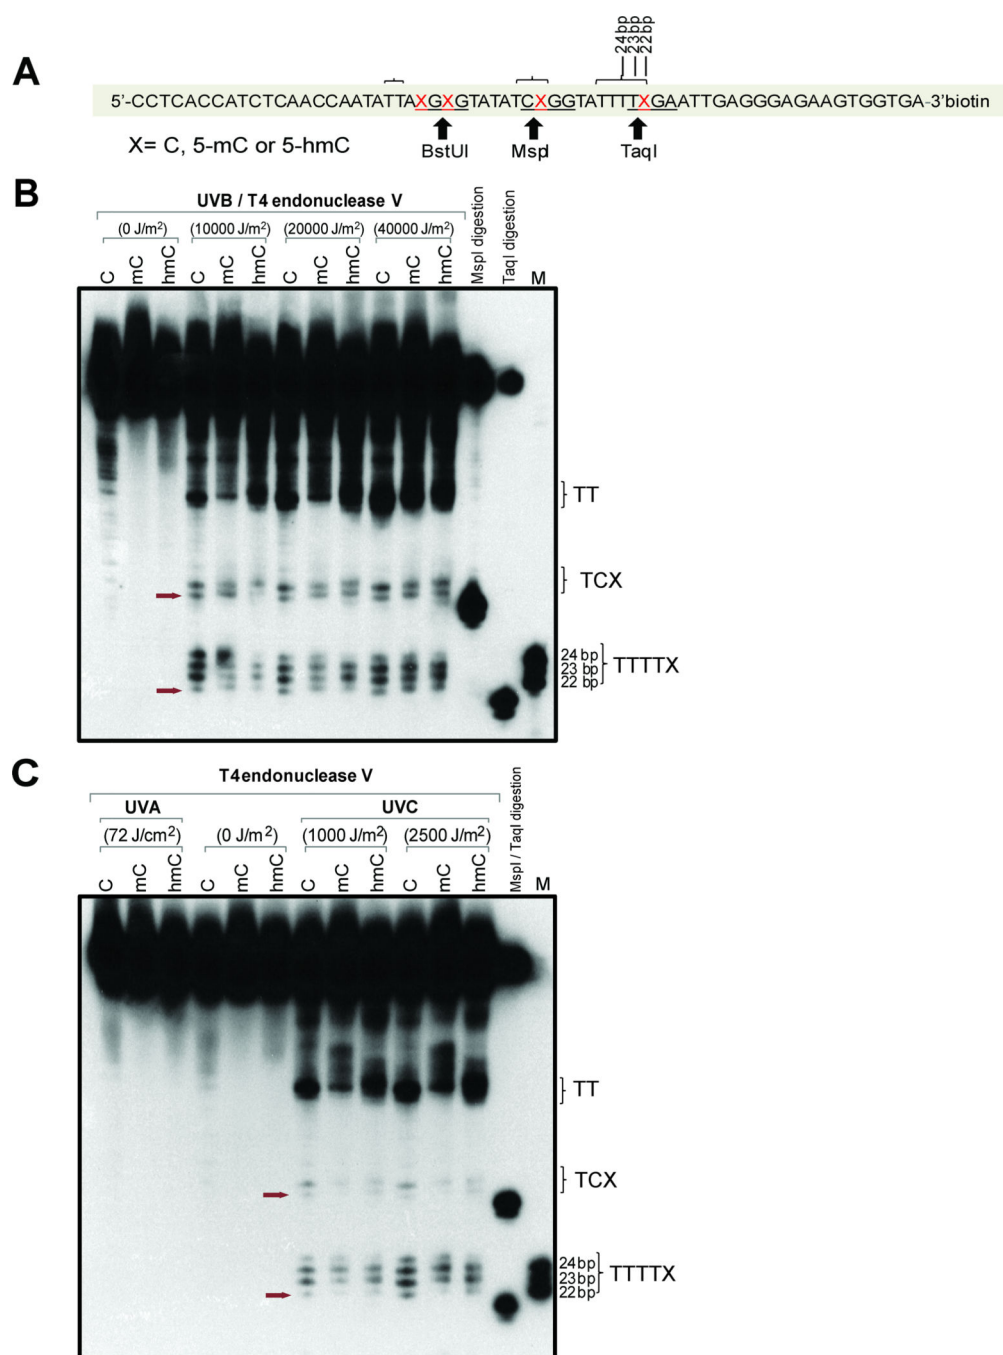 A
24bp
23bp
22bp
5'-CCTCACCATCTCAACCAATATTAXGXGTATATCXGGTATTTTXGAATTGAGGGAGAAGTGGTGA-3'biotin
X= C, 5-mC or 5-hmC
BstUI
MspI
TaqI
B
UVB / T4 endonuclease V
(0 J/m²) (10000 J/m²) (20000 J/m²) (40000 J/m²)
C mC hmC C mC hmC C mC hmC C mC hmC MspI digestion TaqI digestion M
TT
TCX
24 bp
23 bp
22 bp
TTTTX
C
T4endonuclease V
UVA UVC
(72 J/cm²) (0 J/m²) (1000 J/m²) (2500 J/m²)
C mC hmC C mC hmC C mC hmC C mC hmC MspI / TaqI digestion M
TT
TCX
24bp
23bp
22bp
TTTTX